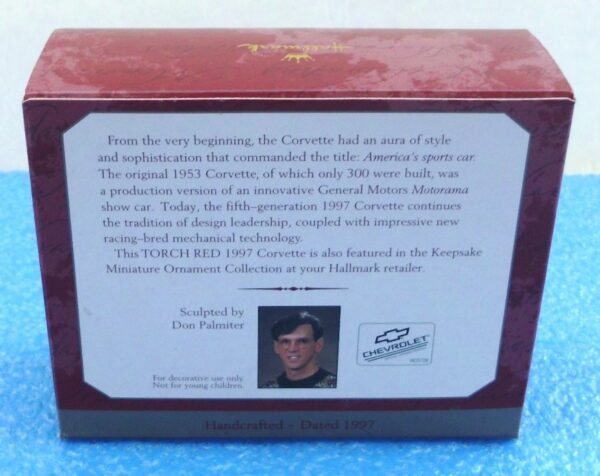 Hallmark
From the very beginning, the Corvette had an aura of style
and sophistication that commanded the title: America's sports car.
The original 1953 Corvette, of which only 300 were built, was
a production version of an innovative General Motors Motorama
show car. Today, the fifth–generation 1997 Corvette continues
the tradition of design leadership, coupled with impressive new
racing–bred mechanical technology.
This TORCH RED 1997 Corvette is also featured in the Keepsake
Miniature Ornament Collection at your Hallmark retailer.
Sculpted by
Don Palmiter
CHEVROLET
For decorative use only.
Not for young children.
Handcrafted – Dated 1997